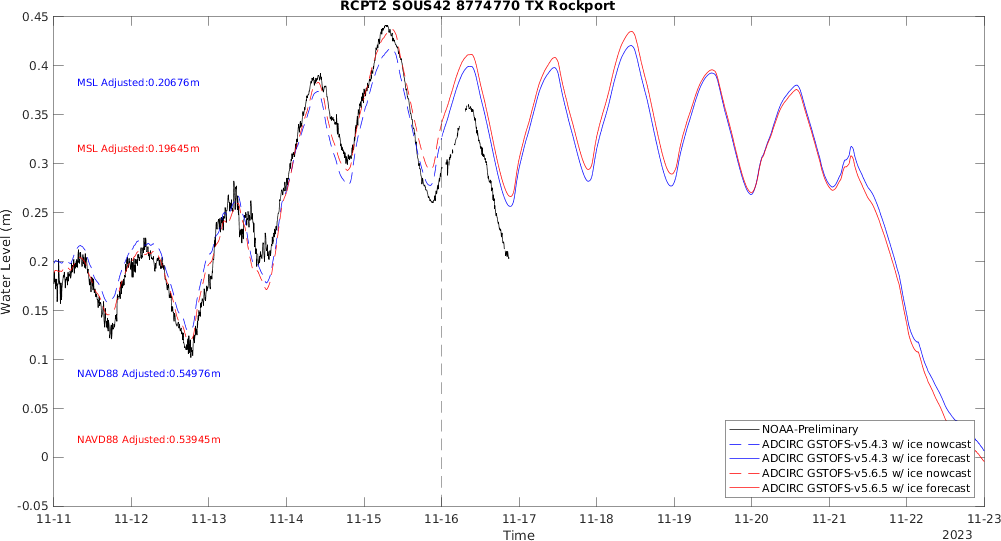 RCPT2 SOUS42 8774770 TX Rockport
0.45
0.4
0.35
0.3
0.25
0.2
0.15
0.1
0.05
0
-0.05
Water Level (m)
MSL Adjusted:0.20676m
MSL Adjusted:0.19645m
NAVD88 Adjusted:0.54976m
NAVD88 Adjusted:0.53945m
NOAA-Preliminary
ADCIRC GSTOFS-v5.4.3 w/ ice nowcast
ADCIRC GSTOFS-v5.4.3 w/ ice forecast
ADCIRC GSTOFS-v5.6.5 w/ ice nowcast
ADCIRC GSTOFS-v5.6.5 w/ ice forecast
11-11 11-12 11-13 11-14 11-15 11-16 11-17 11-18 11-19 11-20 11-21 11-22 11-23
Time
2023